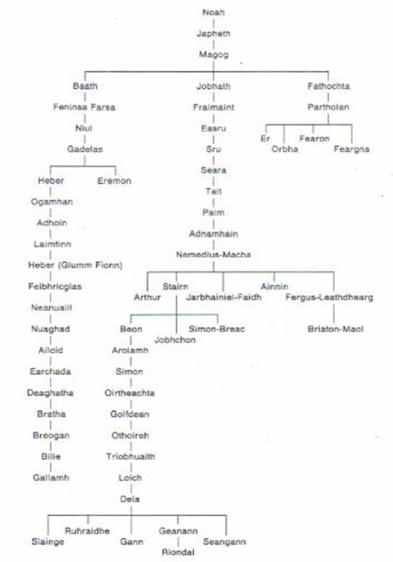 Noah
Japheth
Magog
Baath Jobhath Fathochta
Feninsa Farsa Fraimaint Partholan
Niul Easru Er Fearon
Gadelas Sru Orbha Feargna
Seara
Heber Eremon Tait
Ogamhan Paim
Adhoin Adnamhain
Laimfinn Nemedius-Macha
Heber (Glumm Fionn)
Feibhricglas Stairn Ainnin
Arthur Jarbhainiel-Faidh Fergus-Leathdhearg
Neanuaill
Nuaghad Beon Simon-Breac Briaton-Maol
Jobhchon
Alloid Arolamh
Earchada Simon
Deaghatha Oirtheachta
Bratha Goifdean
Breogan Othoireh
Bille Triobhuaith
Gallamh Loich
Dela
Ruhraidhe Geanann
Slainge Gann Seangann
Riondal